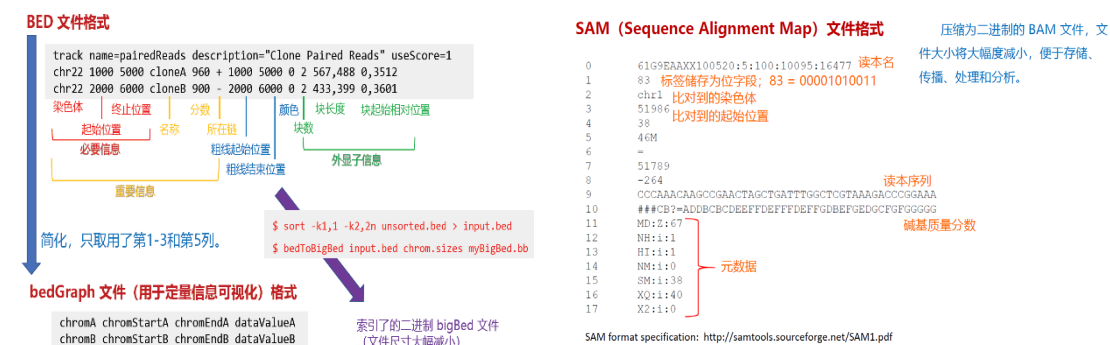 BED 文件格式
track name=pairedReads description="Clone Paired Reads" useScore=1
chr22 1000 5000 cloneA 960 + 1000 5000 0 2 567,488 0,3512
chr22 2000 6000 cloneB 900 - 2000 6000 0 2 433,399 0,3601
染色体 终止位置 分数 颜色 块长度 块起始相对位置
起始位置 名称 所在链 块数
必要信息 粗线起始位置 外显子信息
粗线结束位置
重要信息
$ sort -k1,1 -k2,2n unsorted.bed > input.bed
$ bedToBigBed input.bed chrom.sizes myBigBed.bb
简化，只取用了第1-3和第5列。
bedGraph 文件（用于定量信息可视化）格式
chromA chromStartA chromEndA dataValueA
chromB chromStartB chromEndB dataValueB
索引了的二进制 bigBed 文件
（文件尺寸大幅减小）
SAM（Sequence Alignment Map）文件格式
压缩为二进制的 BAM 文件，文
件大小将大幅度减小，便于存储、
传播、处理和分析。
0 61G9EAAXX100520:5:100:10095:16477 读本名
1 83 标签储存为位字段；83 = 00001010011
2 chr1 比对到的染色体
3 51986 比对到的起始位置
4 38
5 46M
6 =
7 51789
8 -264 读本序列
9 CCCAAACAAGCCGAACTAGCTGATTTGGCTCGTAAAGACCCGGAAA
10 ###CB?=ADDBCBCDEEFFDEFFFDEFFGDBEFGEDGCFGFGGGGG
碱基质量分数
11 MD:Z:67
12 NH:i:1
13 HI:i:1
14 NM:i:0 元数据
15 SM:i:38
16 XQ:i:40
17 X2:i:0
SAM format specification: http://samtools.sourceforge.net/SAM1.pdf